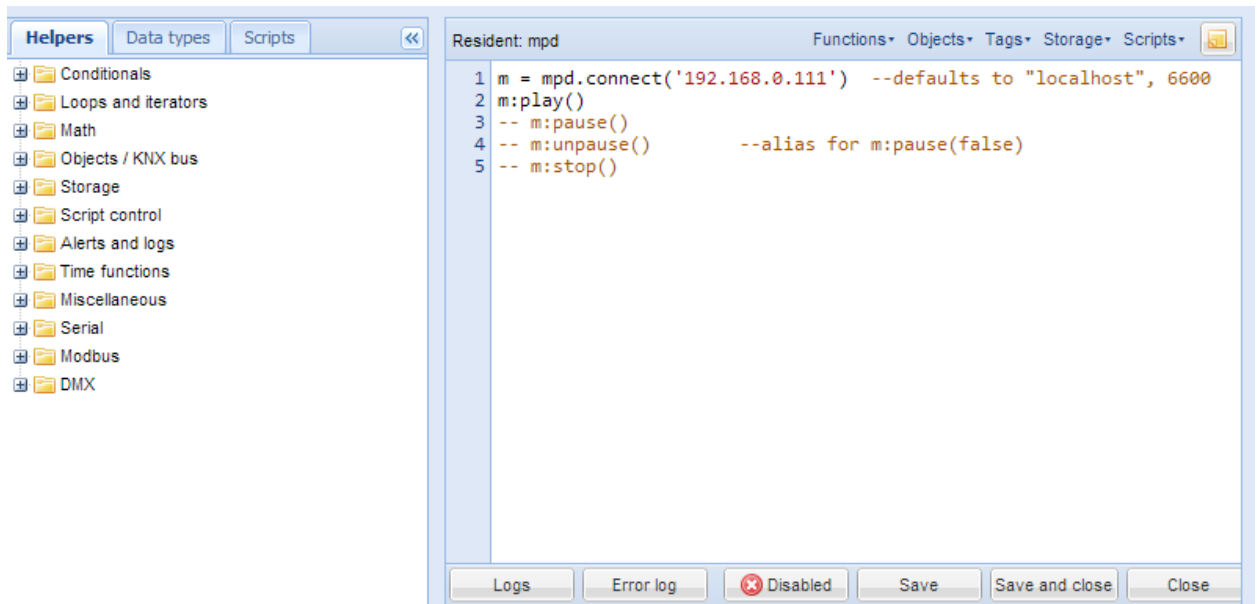 Helpers Data types Scripts
Conditionals
Loops and iterators
Math
Objects / KNX bus
Storage
Script control
Alerts and logs
Time functions
Miscellaneous
Serial
Modbus
DMX
Resident: mpd Functions Objects Tags Storage Scripts
1 m = mpd.connect('192.168.0.111') --defaults to "localhost", 6600
2 m:play()
3 -- m:pause()
4 -- m:unpause() --alias for m:pause(false)
5 -- m:stop()
Logs Error log Disabled Save Save and close Close